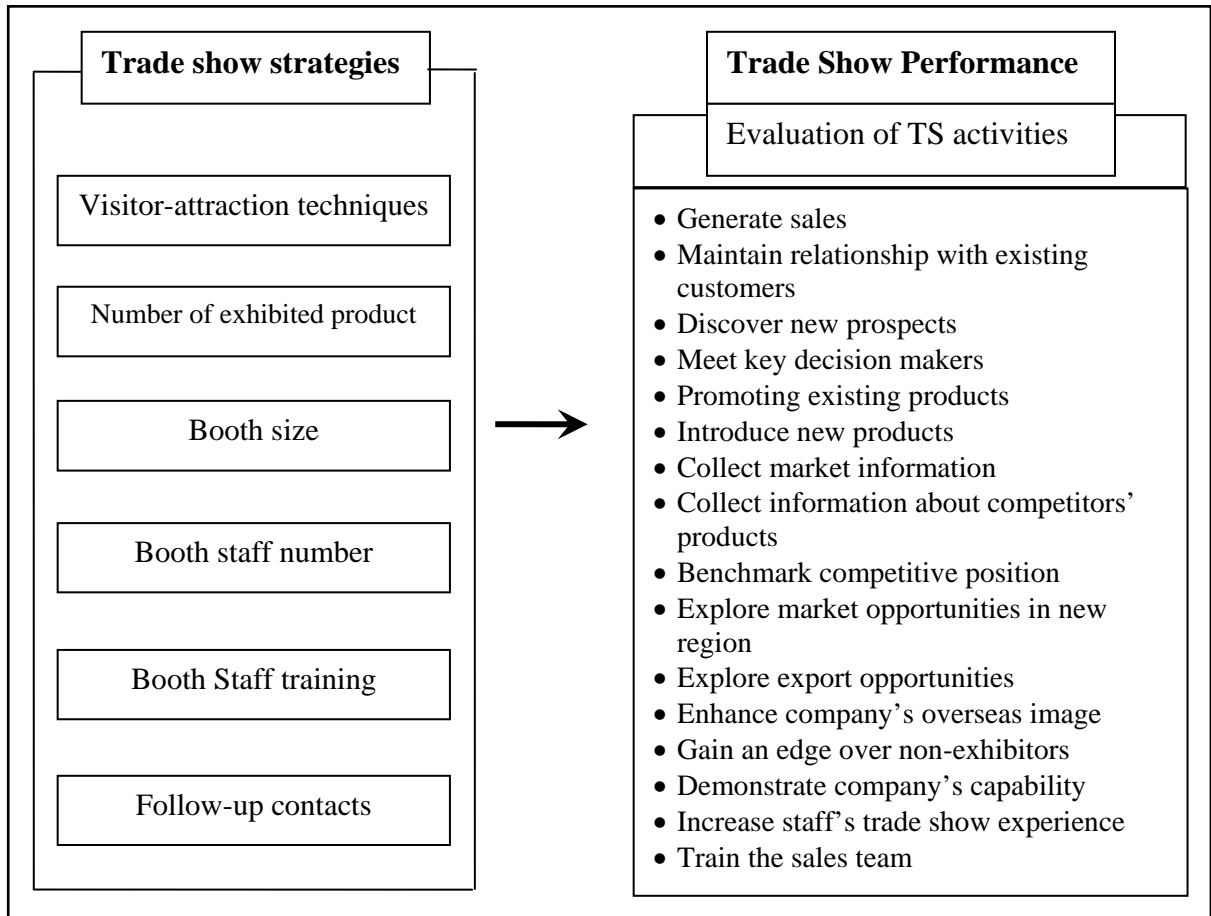 Trade show strategies
Visitor-attraction techniques
Number of exhibited product
Booth size
Booth staff number
Booth Staff training
Follow-up contacts
Trade Show Performance
Evaluation of TS activities
• Generate sales
• Maintain relationship with existing
customers
• Discover new prospects
• Meet key decision makers
• Promoting existing products
• Introduce new products
• Collect market information
• Collect information about competitors’
products
• Benchmark competitive position
• Explore market opportunities in new
region
• Explore export opportunities
• Enhance company’s overseas image
• Gain an edge over non-exhibitors
• Demonstrate company’s capability
• Increase staff’s trade show experience
• Train the sales team